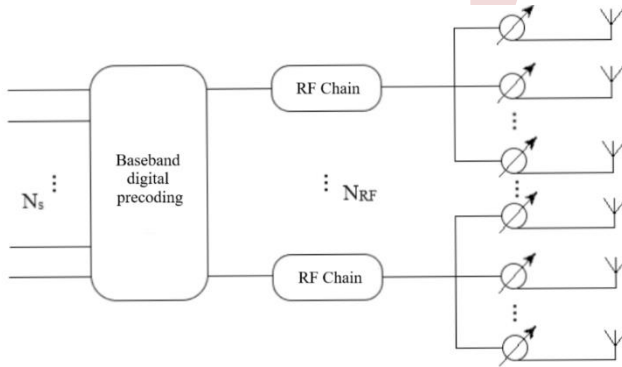 RF Chain
Baseband
digital
precoding
Ns
NRF
RF Chain